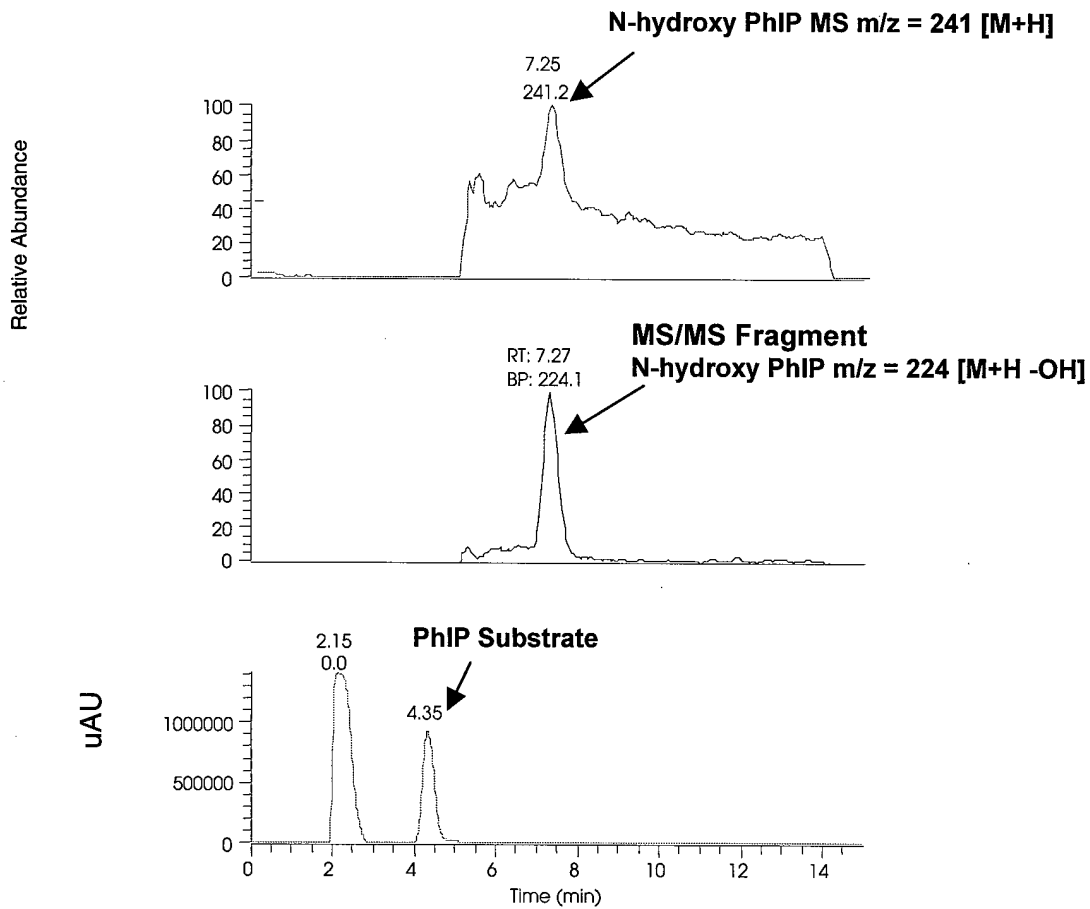 N-hydroxy PhIP MS m/z = 241 [M+H]
7.25
241.2
Relative Abundance
100
80
60
40
20
0
MS/MS Fragment
N-hydroxy PhIP m/z = 224 [M+H -OH]
RT: 7.27
BP: 224.1
100
80
60
40
20
0
PhIP Substrate
2.15
0.0
4.35
uAU
1000000
500000
0
0 2 4 6 8 10 12 14
Time (min)